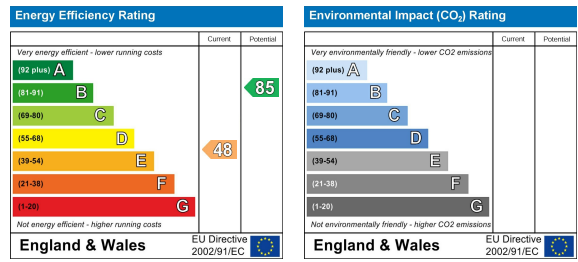 Energy Efficiency Rating
Current Potential
Very energy efficient - lower running costs
(92 plus) A
(81-91) B
85
(69-80) C
(55-68) D
48
(39-54) E
(21-38) F
(1-20) G
Not energy efficient - higher running costs
England & Wales
EU Directive
2002/91/EC
Environmental Impact (CO2) Rating
Current Potential
Very environmentally friendly - lower CO2 emissions
(92 plus) A
(81-91) B
(69-80) C
(55-68) D
(39-54) E
(21-38) F
(1-20) G
Not environmentally friendly - higher CO2 emissions
England & Wales
EU Directive
2002/91/EC